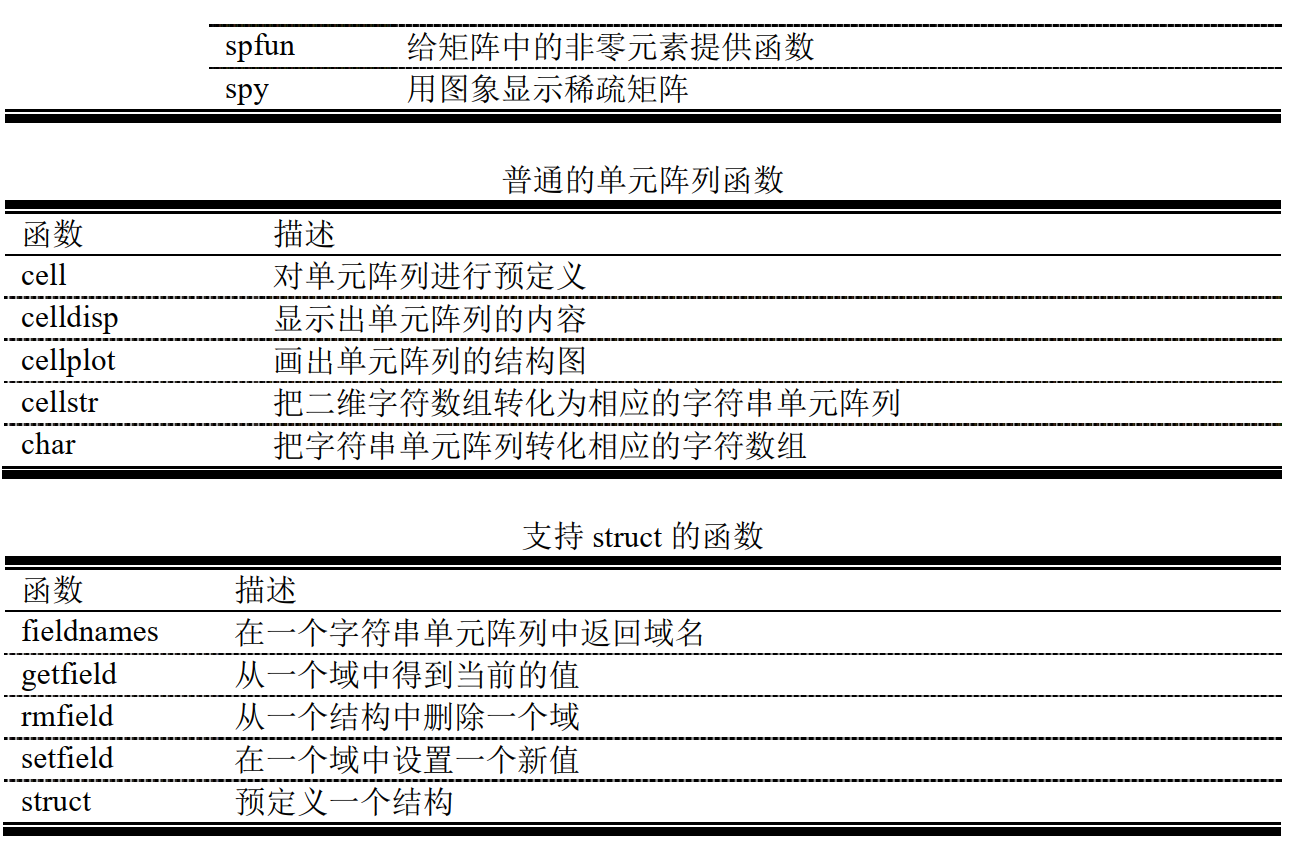 spfun 给矩阵中的非零元素提供函数
spy 用图象显示稀疏矩阵
普通的单元阵列函数
函数 描述
cell 对单元阵列进行预定义
celldisp 显示出单元阵列的内容
cellplot 画出单元阵列的结构图
cellstr 把二维字符数组转化为相应的字符串单元阵列
char 把字符串单元阵列转化相应的字符数组
支持 struct 的函数
函数 描述
fieldnames 在一个字符串单元阵列中返回域名
getfield 从一个域中得到当前的值
rmfield 从一个结构中删除一个域
setfield 在一个域中设置一个新值
struct 预定义一个结构